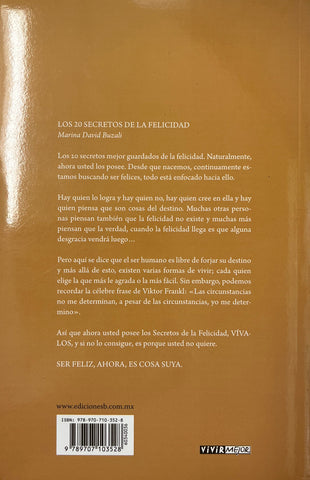 LOS 20 SECRETOS DE LA FELICIDAD
Marina David Buzali
Los 20 secretos mejor guardados de la felicidad. Naturalmente,
ahora usted los posee. Desde que nacemos, continuamente es-
tamos buscando ser felices, todo está enfocado hacia ello.
Hay quien lo logra y hay quien no, hay quien cree en ella y hay
quien piensa que son cosas del destino. Muchas otras perso-
nas piensan también que la felicidad no existe y muchas más
piensan que la verdad, cuando la felicidad llega es que alguna
desgracia vendrá luego...
Pero aquí se dice que el ser humano es libre de forjar su destino
y más allá de esto, existen varias formas de vivir; cada quien
elige la que más le agrada o la más fácil. Sin embargo, podemos
recordar la célebre frase de Viktor Frankl: «Las circunstancias
no me determinan, a pesar de las circunstancias, yo me deter-
mino».
Así que ahora usted posee los Secretos de la Felicidad, VÍVA-
LOS, y si no lo consigue, es porque usted no quiere.
SER FELIZ, AHORA, ES COSA SUYA.
www.edicionesb.com.mx
ISBN: 978-970-710-352-8
9 789707 103528
VIVIR MEJOR